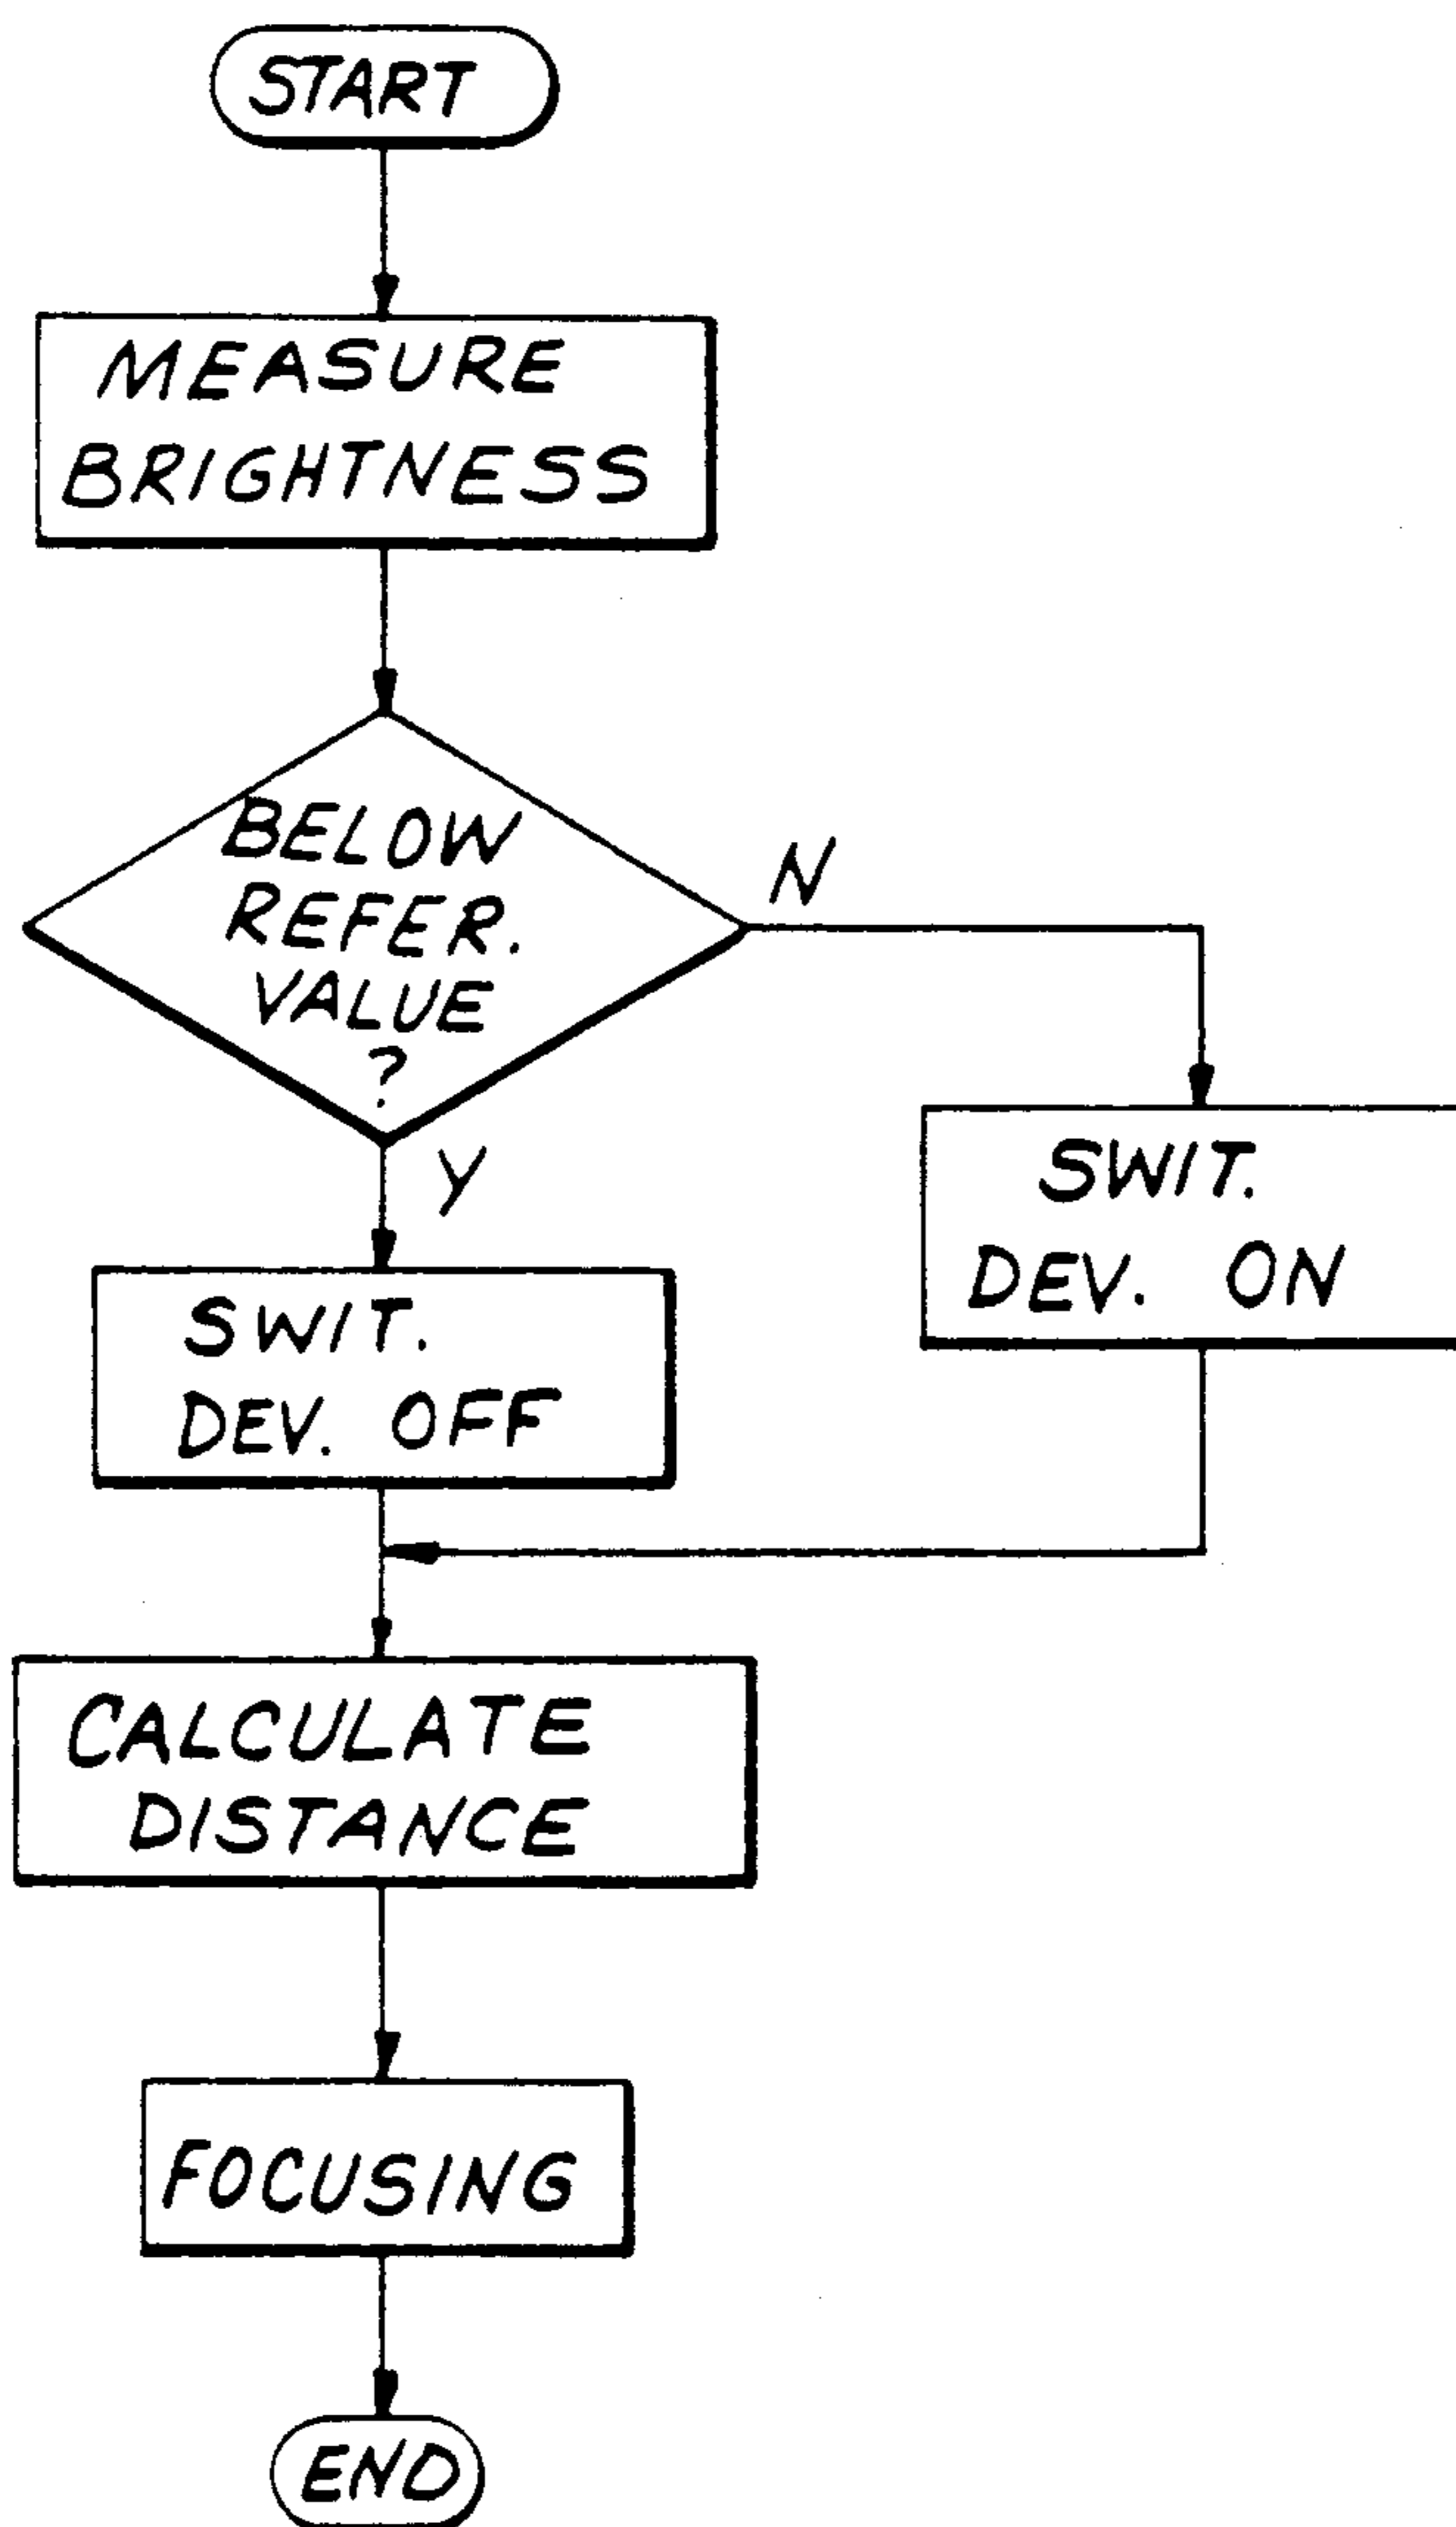 START
MEASURE
BRIGHTNESS
BELOW
REFER.
VALUE
?
N
Y
SWIT.
DEV. ON
SWIT.
DEV. OFF
CALCULATE
DISTANCE
FOCUSING
END